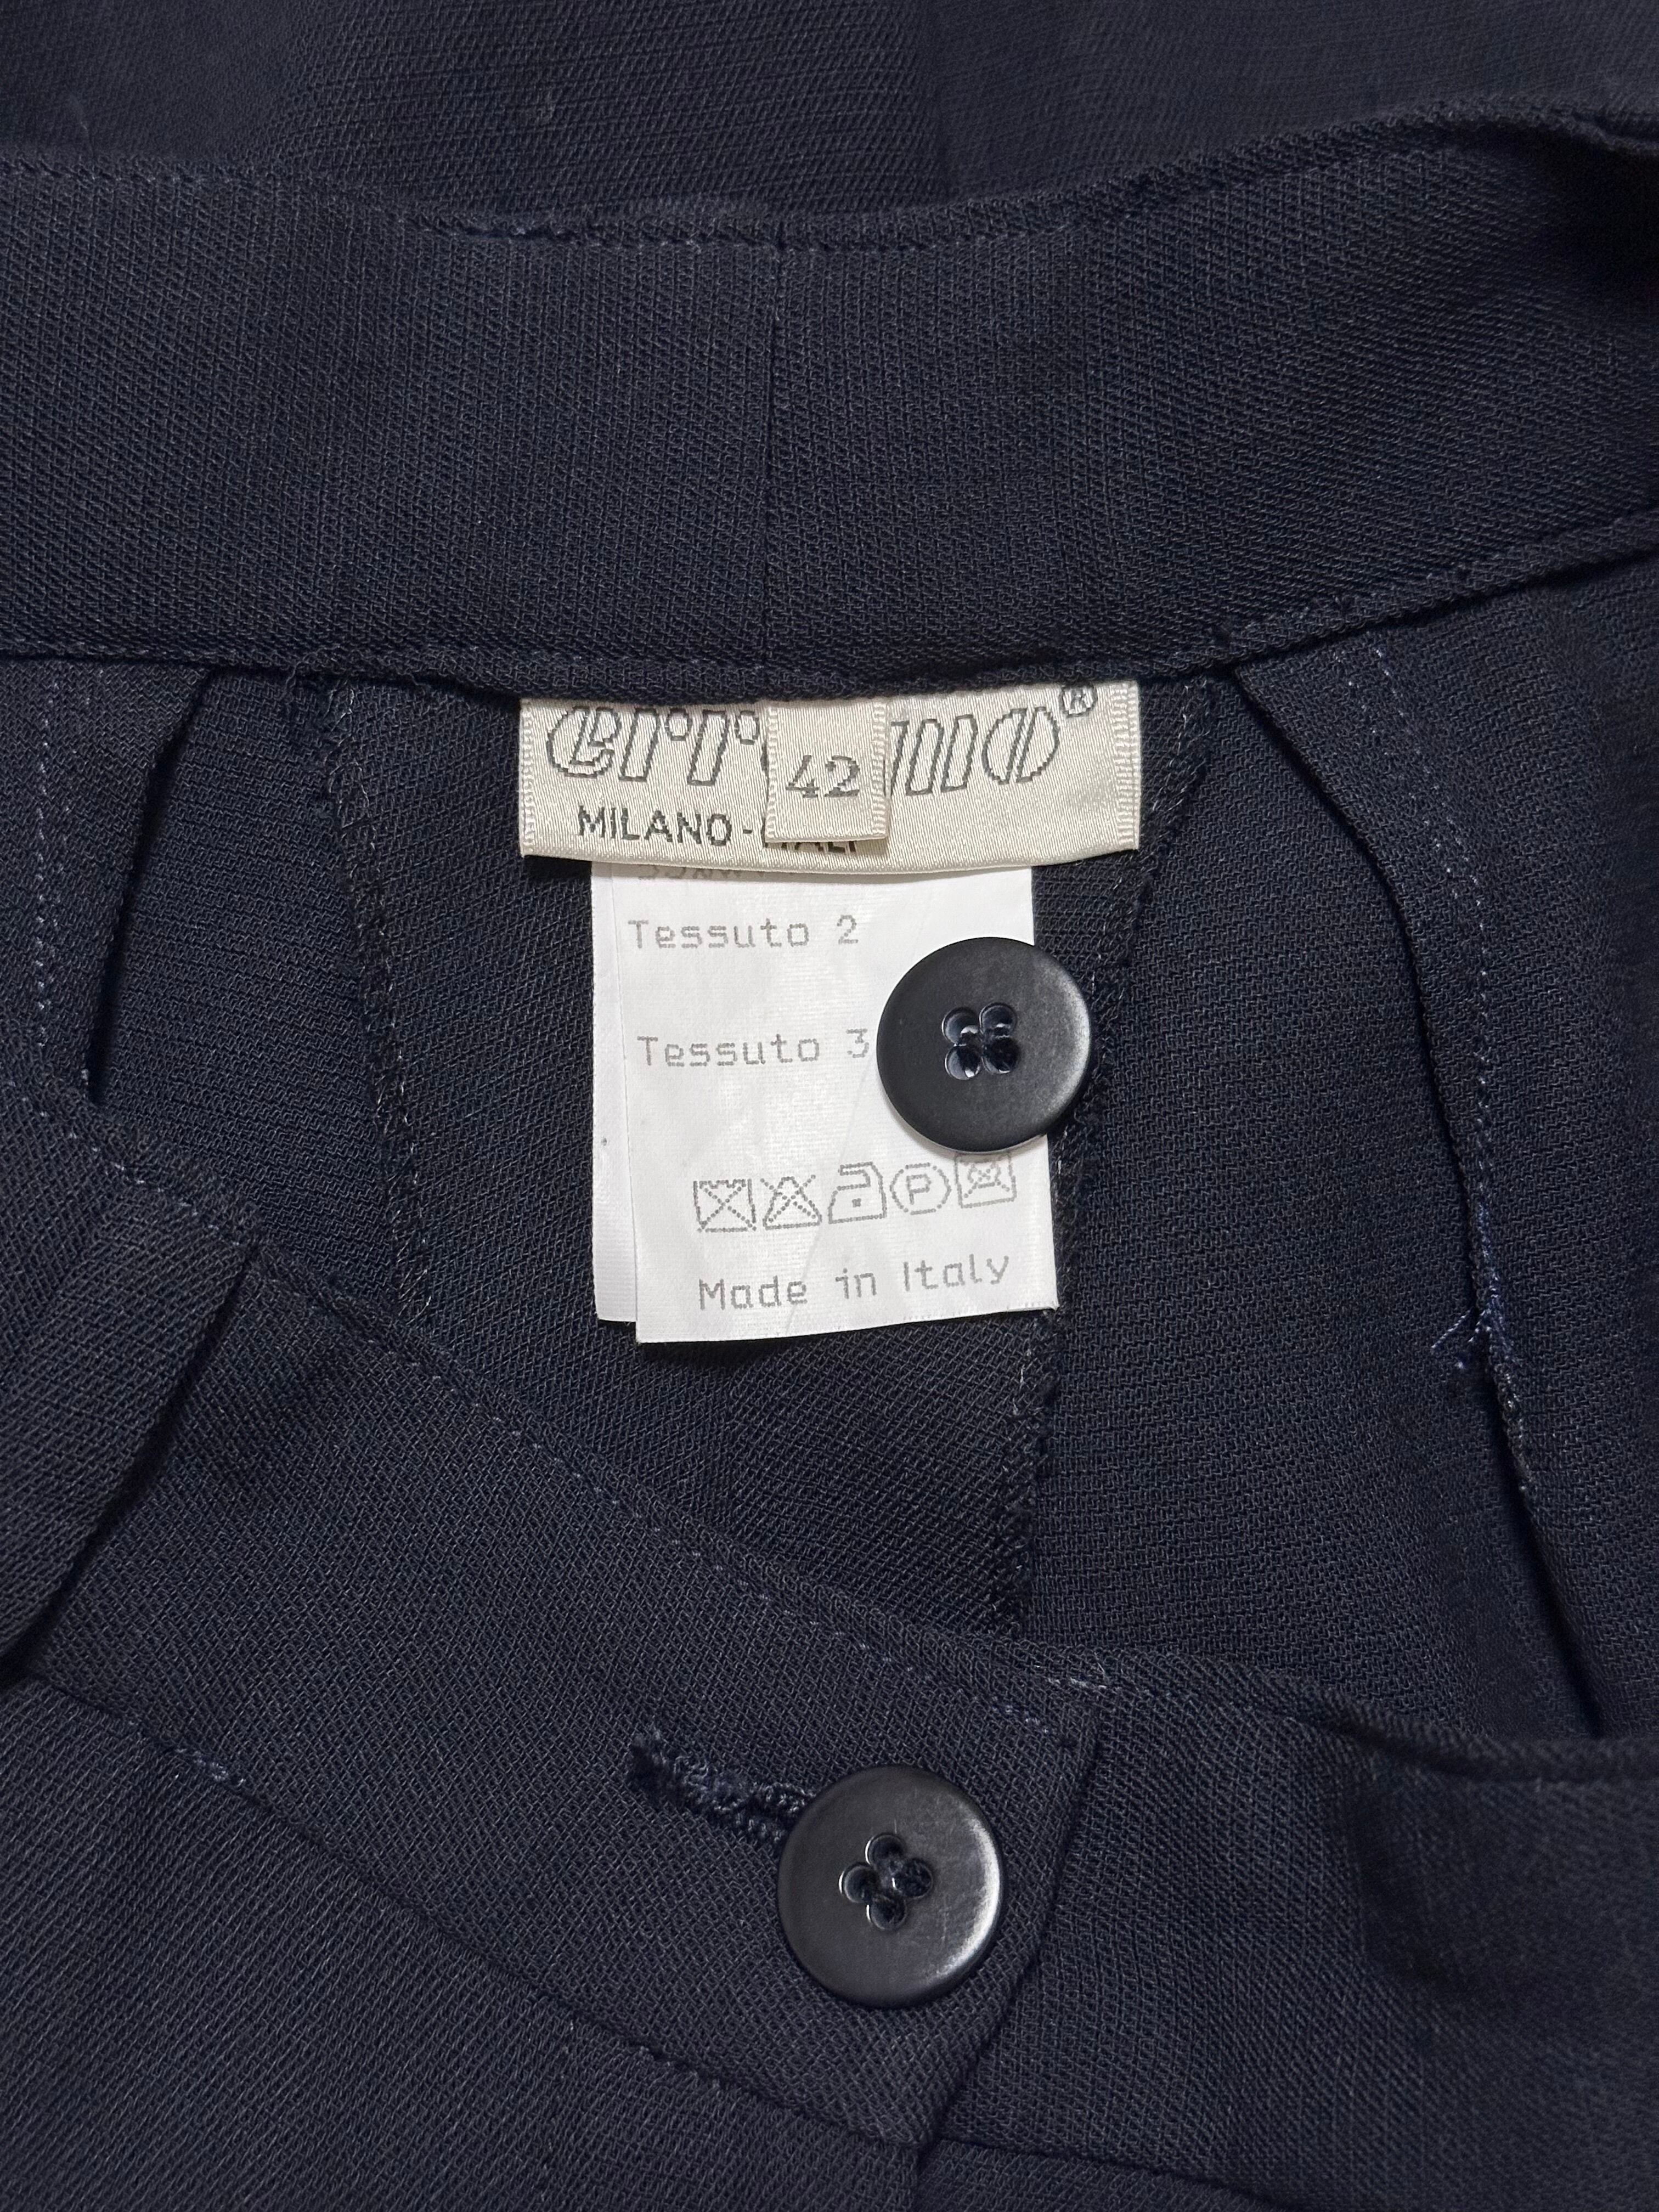 42
MILANO -
Tessuto 2
Tessuto 3
P
Made in Italy